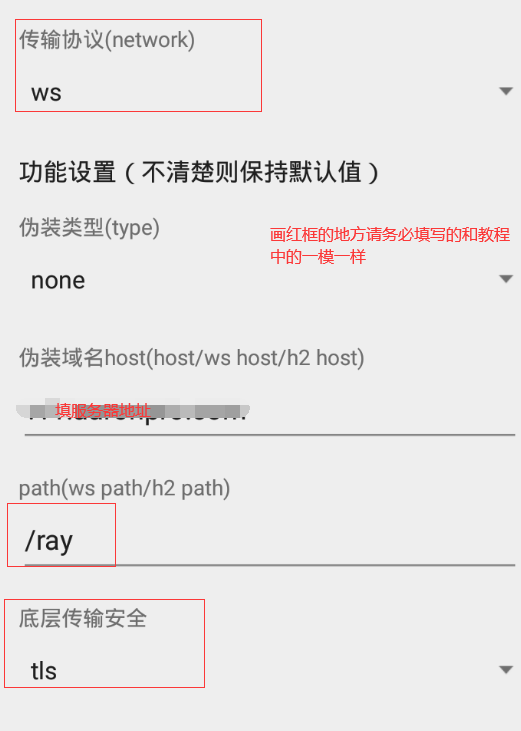 传输协议(network)
ws
功能设置（不清楚则保持默认值）
伪装类型(type)
画红框的地方请务必填写的和教程
中的一模一样
none
伪装域名host(host/ws host/h2 host)
填服务器地址
path(ws path/h2 path)
/ray
底层传输安全
tls